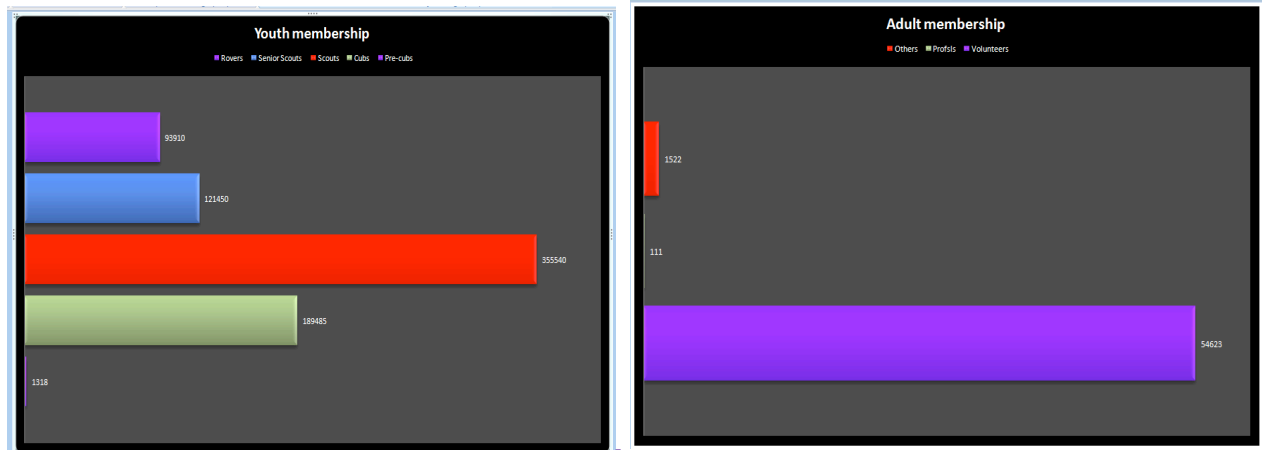 Youth membership
Rovers Senior Scouts Scouts Cubs Pre-cubs
93910
121450
355540
189485
1318
Adult membership
Others Profsls Volunteers
1522
111
54623